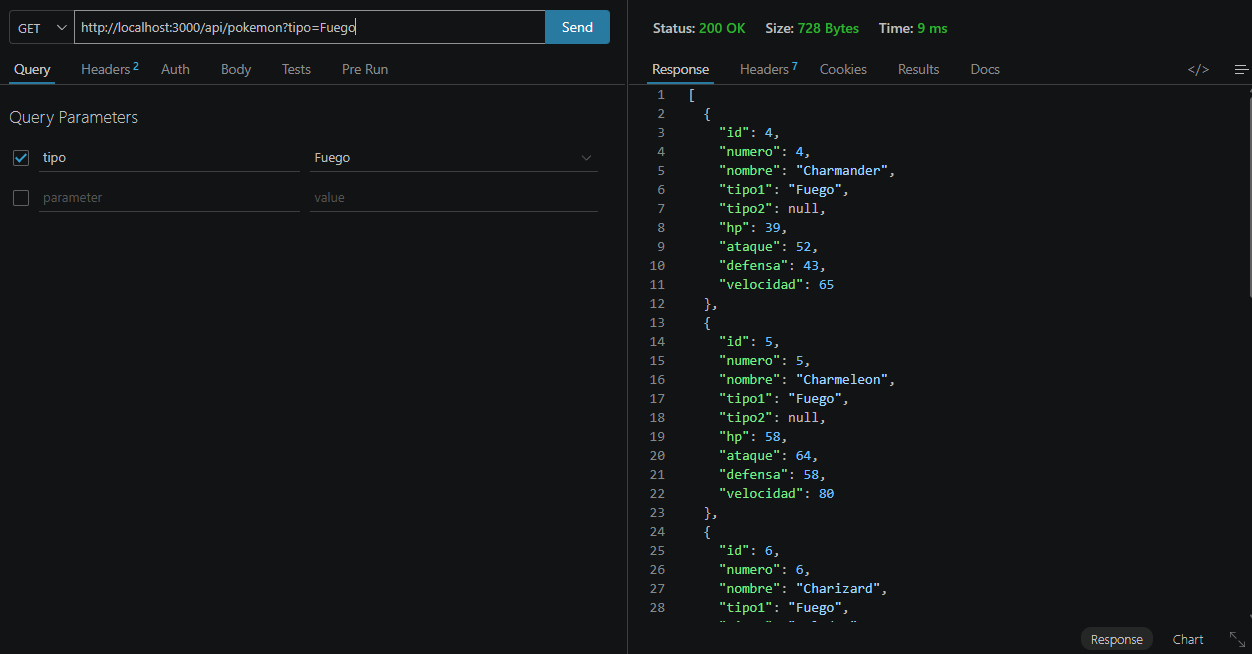 GET http://localhost:3000/api/pokemon?tipo=Fuego Send
Query Headers 2 Auth Body Tests Pre Run
Query Parameters
tipo Fuego
parameter value
Status: 200 OK Size: 728 Bytes Time: 9 ms
Response Headers 7 Cookies Results Docs </>
1 [
2 {
3 "id": 4,
4 "numero": 4,
5 "nombre": "Charmander",
6 "tipo1": "Fuego",
7 "tipo2": null,
8 "hp": 39,
9 "ataque": 52,
10 "defensa": 43,
11 "velocidad": 65
12 },
13 {
14 "id": 5,
15 "numero": 5,
16 "nombre": "Charmeleon",
17 "tipo1": "Fuego",
18 "tipo2": null,
19 "hp": 58,
20 "ataque": 64,
21 "defensa": 58,
22 "velocidad": 80
23 },
24 {
25 "id": 6,
26 "numero": 6,
27 "nombre": "Charizard",
28 "tipo1": "Fuego",
Response Chart